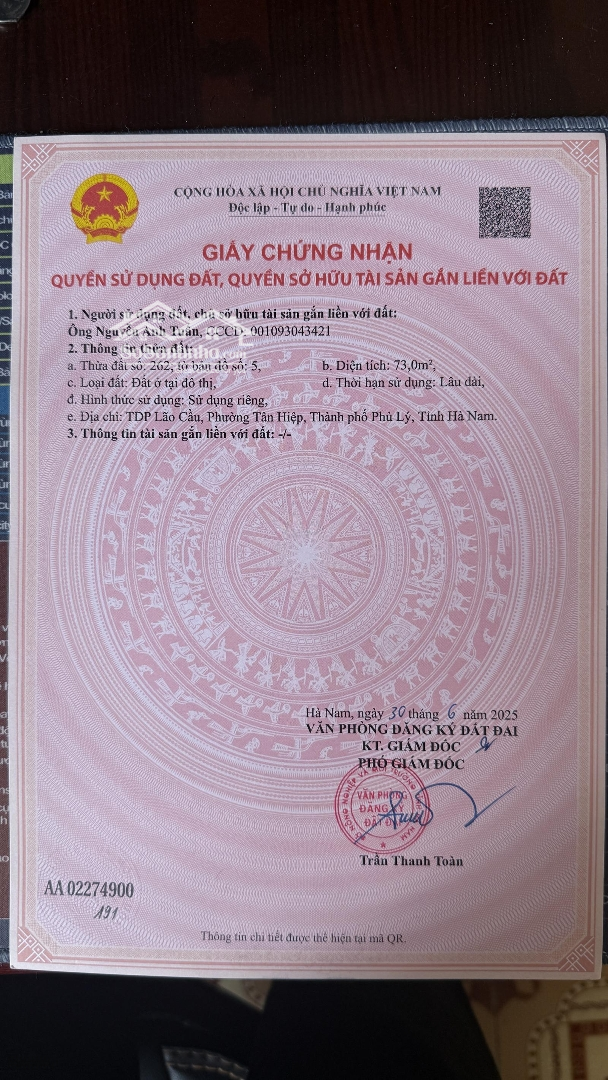 CỘNG HÒA XÃ HỘI CHỦ NGHĨA VIỆT NAM
Độc lập - Tự do - Hạnh phúc
GIẤY CHỨNG NHẬN
QUYỀN SỬ DỤNG ĐẤT, QUYỀN SỞ HỮU TÀI SẢN GẮN LIỀN VỚI ĐẤT
1. Người sử dụng đất, chủ sở hữu tài sản gắn liền với đất:
Ông Nguyễn Anh Tuấn, CCCD: 001093043421
2. Thông tin thửa đất:
a. Thửa đất số: 262, tờ bản đồ số: 5, b. Diện tích: 73,0m²,
c. Loại đất: Đất ở tại đô thị, d. Thời hạn sử dụng: Lâu dài,
đ. Hình thức sử dụng: Sử dụng riêng,
e. Địa chỉ: TDP Lão Cầu, Phường Tân Hiệp, Thành phố Phủ Lý, Tỉnh Hà Nam.
3. Thông tin tài sản gắn liền với đất: -/-
Hà Nam, ngày 30 tháng 6 năm 2025
VĂN PHÒNG ĐĂNG KÝ ĐẤT ĐAI
KT. GIÁM ĐỐC
PHÓ GIÁM ĐỐC
VĂN PHÒNG
ĐĂNG KÝ
ĐẤT ĐAI
Trần Thanh Toàn
AA 02274900
191
Thông tin chi tiết được thể hiện tại mã QR.